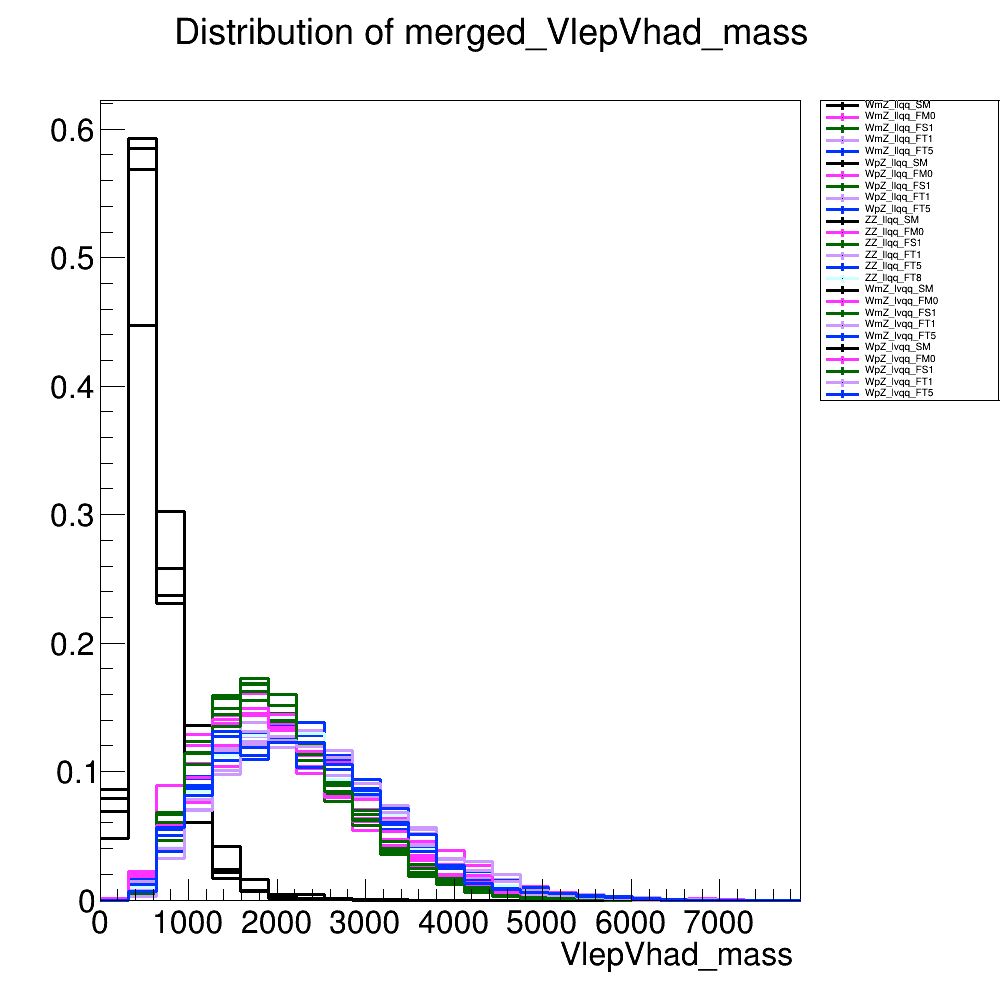 Distribution of merged_VlepVhad_mass
0.6
0.5
0.4
0.3
0.2
0.1
0
0 1000 2000 3000 4000 5000 6000 7000
VlepVhad_mass
WmZ_llqq_SM
WmZ_llqq_FM0
WmZ_llqq_FS1
WmZ_llqq_FT1
WmZ_llqq_FT5
WpZ_llqq_SM
WpZ_llqq_FM0
WpZ_llqq_FS1
WpZ_llqq_FT1
WpZ_llqq_FT5
ZZ_llqq_SM
ZZ_llqq_FM0
ZZ_llqq_FS1
ZZ_llqq_FT1
ZZ_llqq_FT5
ZZ_llqq_FT8
WmZ_lvqq_SM
WmZ_lvqq_FM0
WmZ_lvqq_FS1
WmZ_lvqq_FT1
WmZ_lvqq_FT5
WpZ_lvqq_SM
WpZ_lvqq_FM0
WpZ_lvqq_FS1
WpZ_lvqq_FT1
WpZ_lvqq_FT5